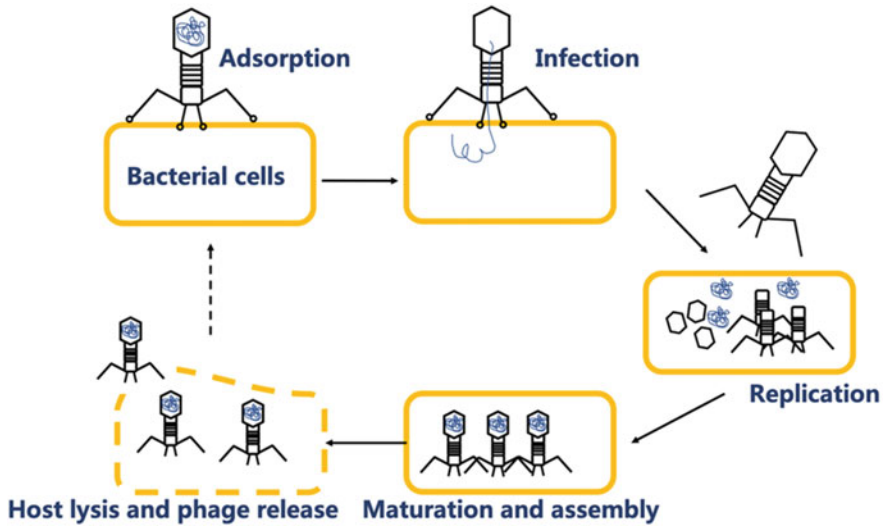 Adsorption
Infection
Bacterial cells
Replication
Host lysis and phage release
Maturation and assembly